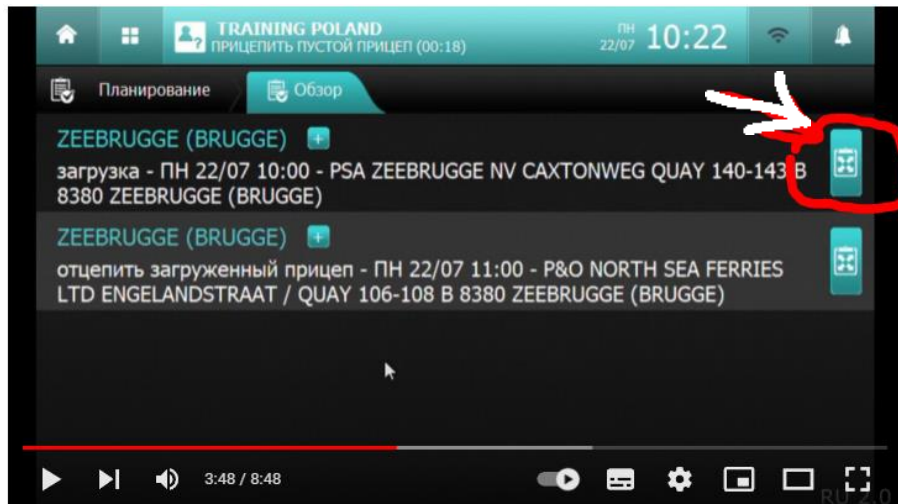 TRAINING POLAND
ПРИЦЕПИТЬ ПУСТОЙ ПРИЦЕП (00:18)
ПН
22/07
10:22
Планирование
Обзор
ZEEBRUGGE (BRUGGE) +
загрузка - ПН 22/07 10:00 - PSA ZEEBRUGGE NV CAXTONWEG QUAY 140-143 B
8380 ZEEBRUGGE (BRUGGE)
ZEEBRUGGE (BRUGGE) +
отцепить загруженный прицеп - ПН 22/07 11:00 - P&O NORTH SEA FERRIES
LTD ENGELANDSTRAAT / QUAY 106-108 B 8380 ZEEBRUGGE (BRUGGE)
3:48 / 8:48
RU 2.0